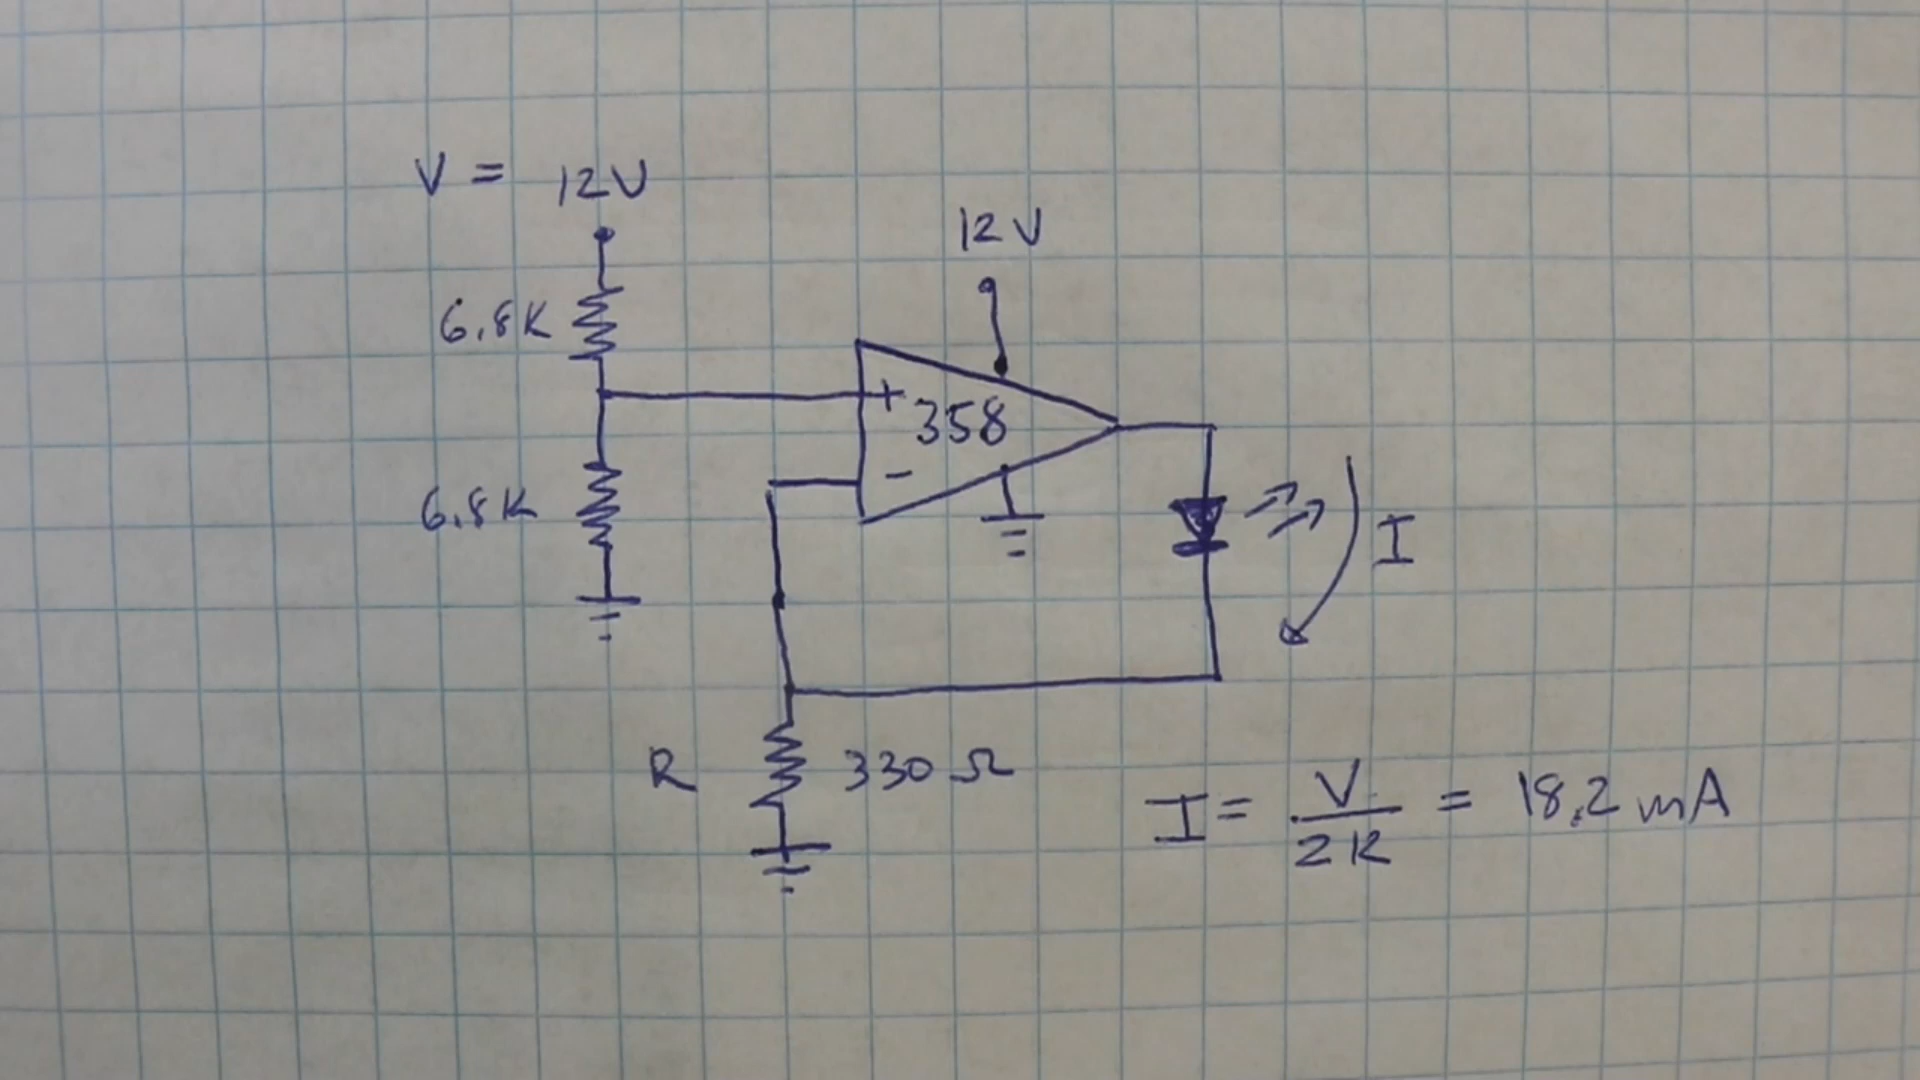 V = 12V
12V
6.8K
+
358
-
6.8K
I
R 330 Ω
I = V/2R = 18.2 mA